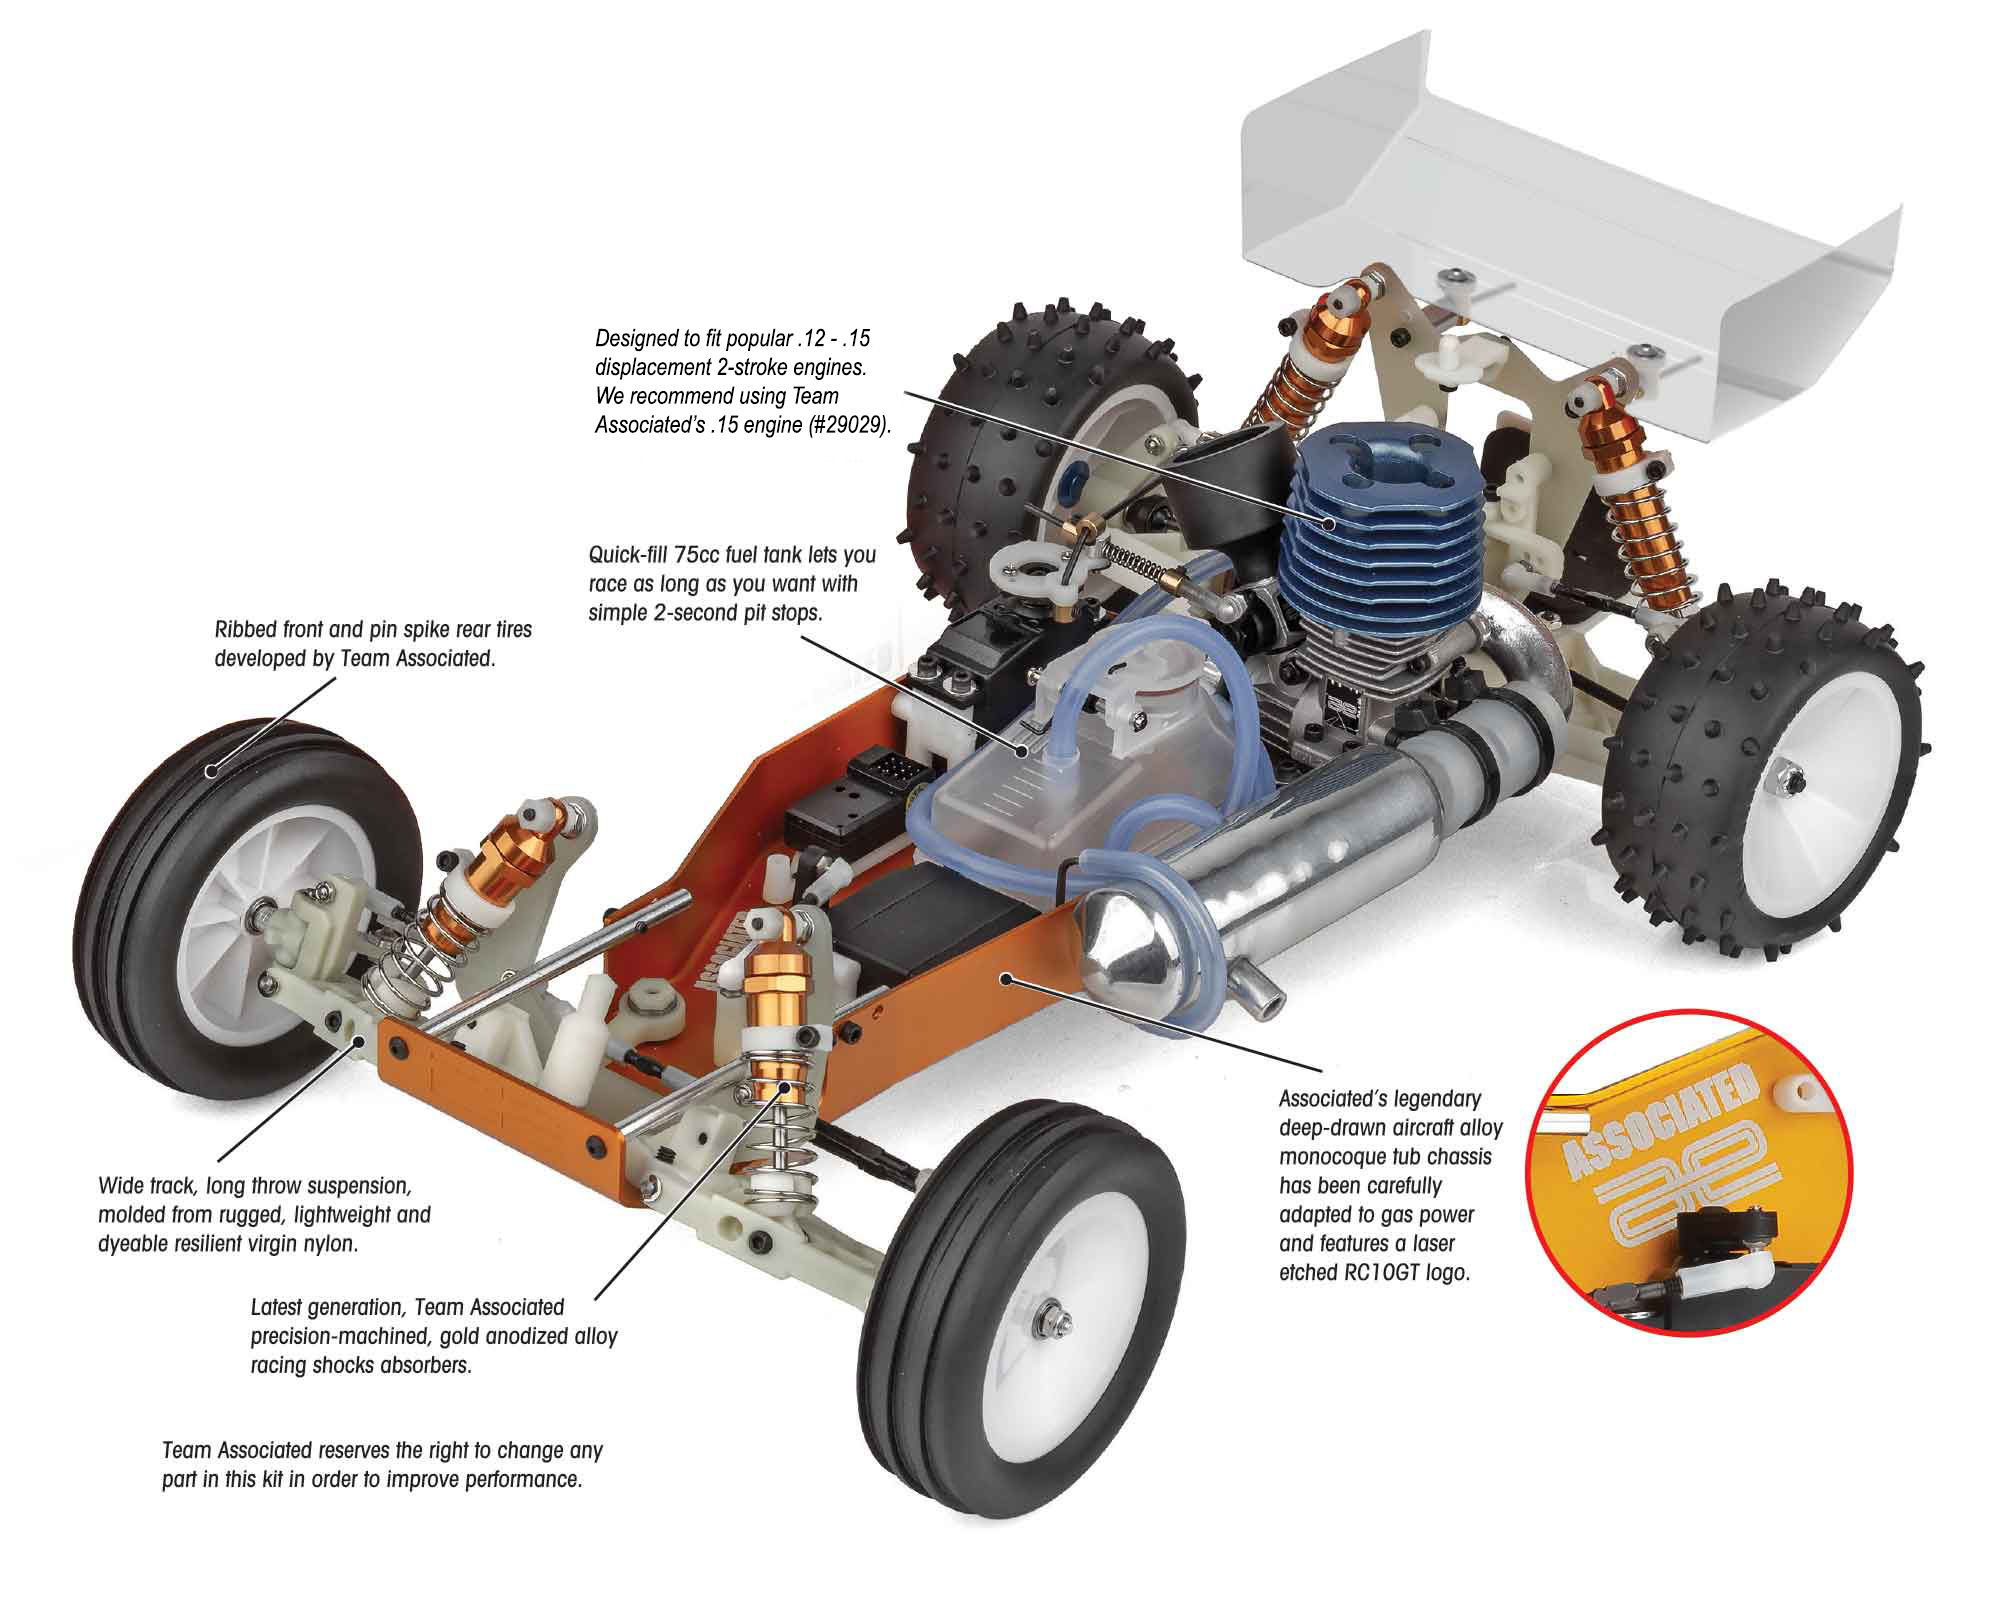 Designed to fit popular .12 - .15
displacement 2-stroke engines.
We recommend using Team
Associated's .15 engine (#29029).
Quick-fill 75cc fuel tank lets you
race as long as you want with
simple 2-second pit stops.
Ribbed front and pin spike rear tires
developed by Team Associated.
ASSOCIATED
Wide track, long throw suspension,
molded from rugged, lightweight and
dyeable resilient virgin nylon.
Latest generation, Team Associated
precision-machined, gold anodized alloy
racing shocks absorbers.
Associated's legendary
deep-drawn aircraft alloy
monocoque tub chassis
has been carefully
adapted to gas power
and features a laser
etched RC10GT logo.
ASSOCIATED
ae
Team Associated reserves the right to change any
part in this kit in order to improve performance.